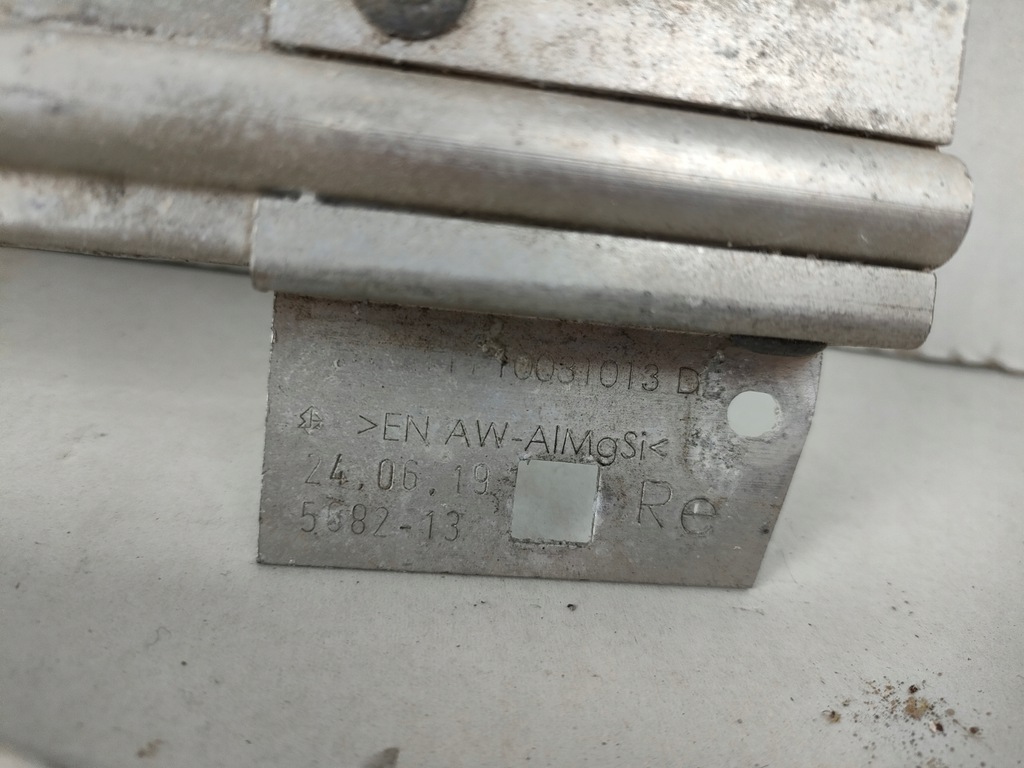 10031013
>EN AW-AlMgSi<
24.06.19
5682-13
Re